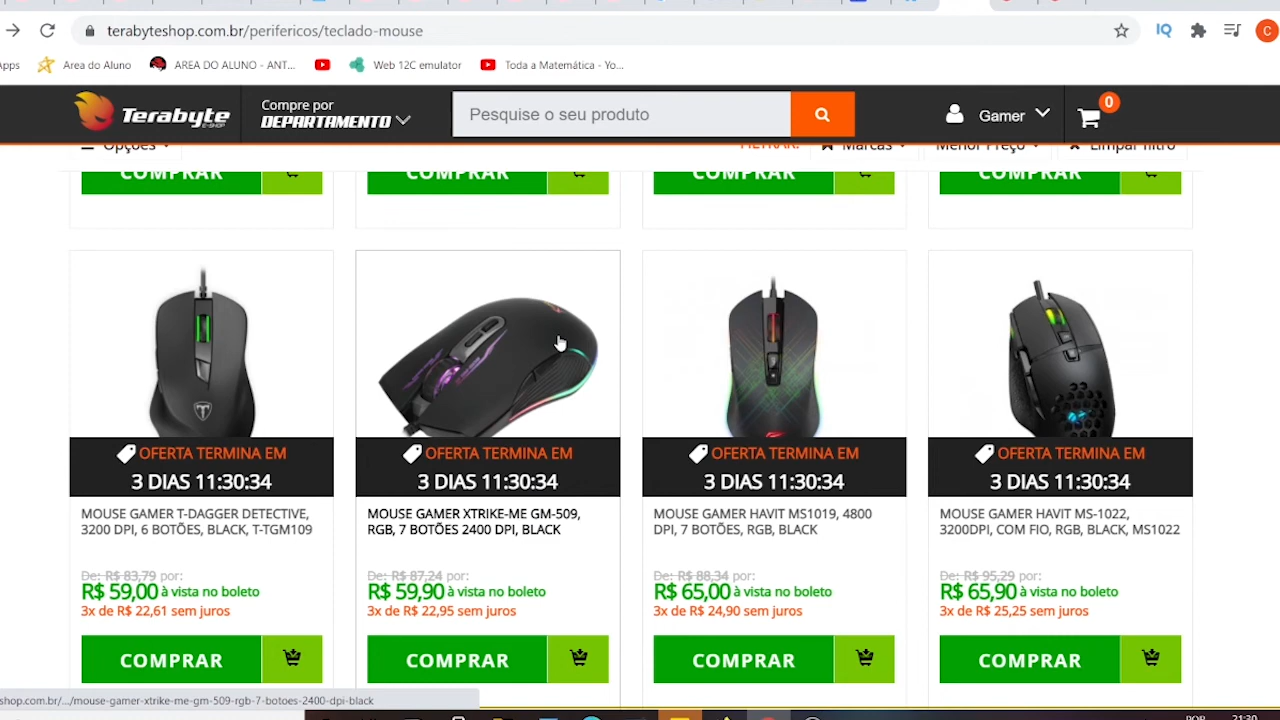 terabyteshop.com.br/perifericos/teclado-mouse
IQ
C
Apps
Area do Aluno
AREA DO ALUNO - ANT...
Web 12C emulator
Toda a Matemática - Yo...
Terabyte
E-SHOP
Compre por
DEPARTAMENTO
Pesquise o seu produto
Gamer
0
Opções
FILTRAR:
Marcas
Menor Preço
Limpar filtro
COMPRAR
COMPRAR
COMPRAR
COMPRAR
OFERTA TERMINA EM
3 DIAS 11:30:34
MOUSE GAMER T-DAGGER DETECTIVE,
3200 DPI, 6 BOTÕES, BLACK, T-TGM109
De: R$ 83,79 por:
R$ 59,00 à vista no boleto
3x de R$ 22,61 sem juros
COMPRAR
OFERTA TERMINA EM
3 DIAS 11:30:34
MOUSE GAMER XTRIKE-ME GM-509,
RGB, 7 BOTÕES 2400 DPI, BLACK
De: R$ 87,24 por:
R$ 59,90 à vista no boleto
3x de R$ 22,95 sem juros
COMPRAR
OFERTA TERMINA EM
3 DIAS 11:30:34
MOUSE GAMER HAVIT MS1019, 4800
DPI, 7 BOTÕES, RGB, BLACK
De: R$ 88,34 por:
R$ 65,00 à vista no boleto
3x de R$ 24,90 sem juros
COMPRAR
OFERTA TERMINA EM
3 DIAS 11:30:34
MOUSE GAMER HAVIT MS-1022,
3200DPI, COM FIO, RGB, BLACK, MS1022
De: R$ 95,29 por:
R$ 65,90 à vista no boleto
3x de R$ 25,25 sem juros
COMPRAR
shop.com.br/.../mouse-gamer-xtrike-me-gm-509-rgb-7-botoes-2400-dpi-black
POR
21:30